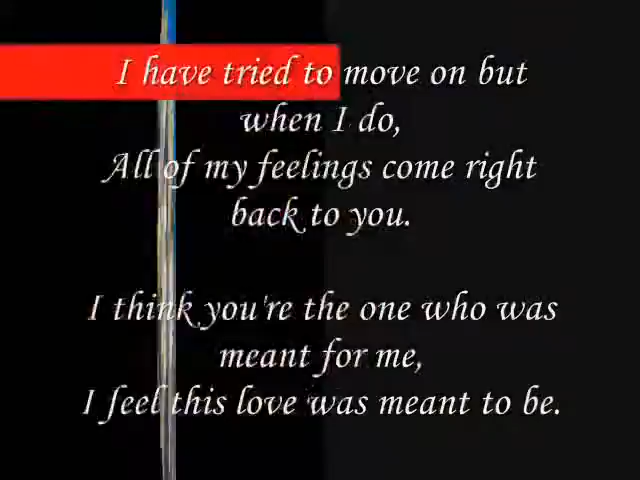 I have tried to move on but
when I do,
All of my feelings come right
back to you.
I think you're the one who was
meant for me,
I feel this love was meant to be.